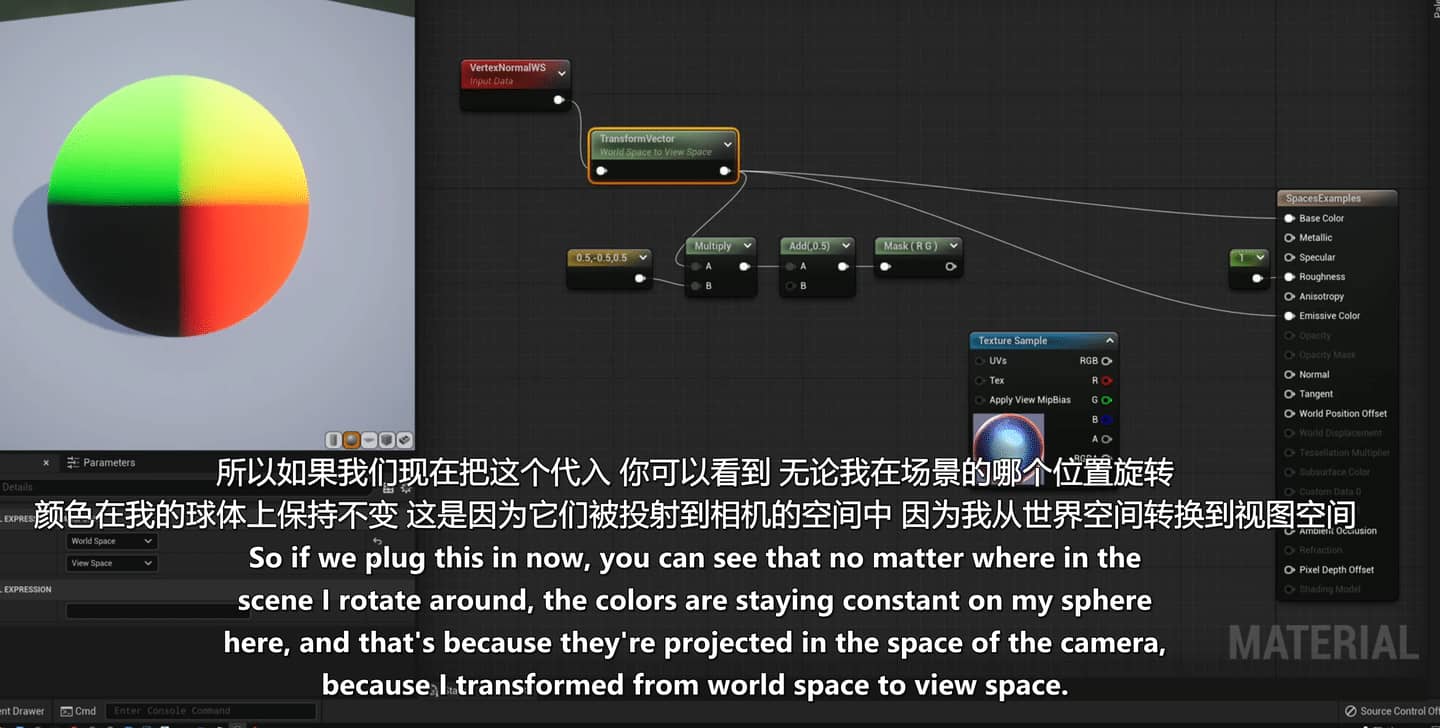 VertexNormalWS
Input Data
TransformVector
World Space to View Space
0.5,-0.5,0.5
Multiply
A
B
Add(,0.5)
A
B
Mask ( R G )
Texture Sample
UVs RGB
Tex R
Apply View MipBias G
B
A
RGBA
1
SpacesExamples
Base Color
Metallic
Specular
Roughness
Anisotropy
Emissive Color
Opacity
Opacity Mask
Normal
Tangent
World Position Offset
World Displacement
Tessellation Multiplier
Subsurface Color
Custom Data 0
Ambient Occlusion
Refraction
Pixel Depth Offset
Shading Model
Parameters
Details
World Space
View Space
EXPRESSION
所以如果我们现在把这个代入 你可以看到 无论我在场景的哪个位置旋转
颜色在我的球体上保持不变 这是因为它们被投射到相机的空间中 因为我从世界空间转换到视图空间
So if we plug this in now, you can see that no matter where in the
scene I rotate around, the colors are staying constant on my sphere
here, and that's because they're projected in the space of the camera,
because I transformed from world space to view space.
MATERIAL
Drawer
Cmd
Enter Console Command
Source Control Off